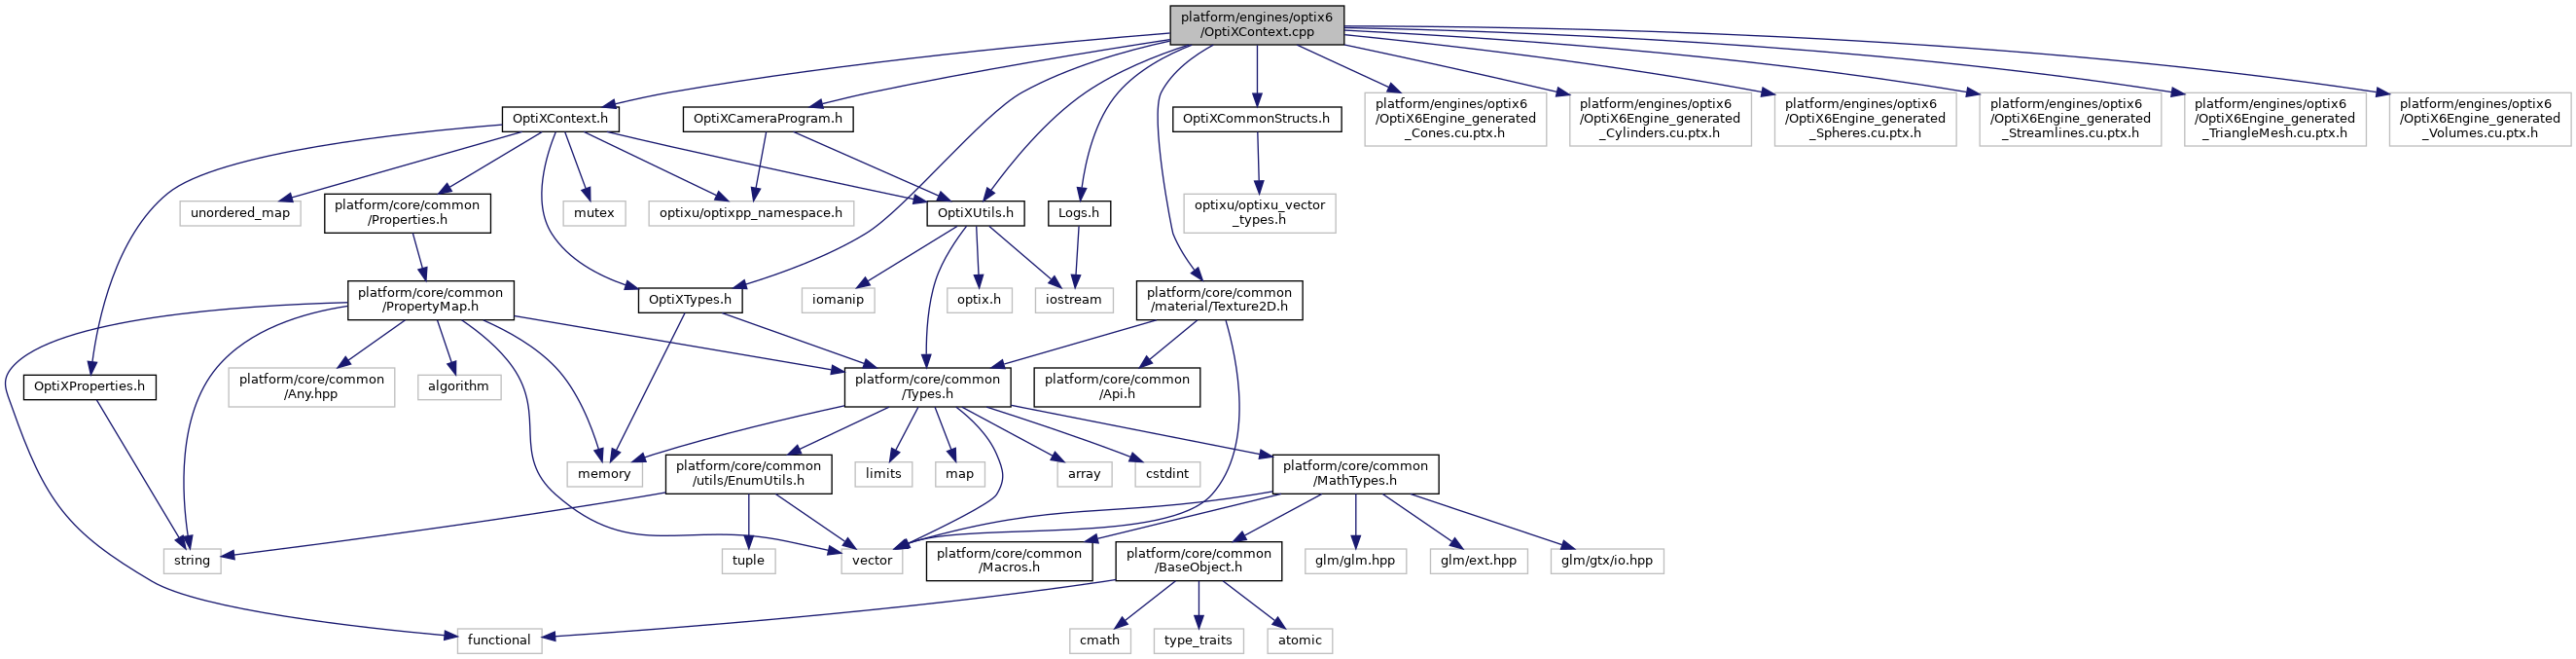 platform/engines/optix6
/OptiXContext.cpp
OptiXContext.h
OptiXCameraProgram.h
OptiXCommonStructs.h
platform/engines/optix6
/OptiX6Engine_generated
_Cones.cu.ptx.h
platform/engines/optix6
/OptiX6Engine_generated
_Cylinders.cu.ptx.h
platform/engines/optix6
/OptiX6Engine_generated
_Spheres.cu.ptx.h
platform/engines/optix6
/OptiX6Engine_generated
_Streamlines.cu.ptx.h
platform/engines/optix6
/OptiX6Engine_generated
_TriangleMesh.cu.ptx.h
platform/engines/optix6
/OptiX6Engine_generated
_Volumes.cu.ptx.h
unordered_map
platform/core/common
/Properties.h
mutex
optixu/optixpp_namespace.h
OptiXUtils.h
Logs.h
optixu/optixu_vector
_types.h
platform/core/common
/PropertyMap.h
OptiXTypes.h
iomanip
optix.h
iostream
platform/core/common
/material/Texture2D.h
OptiXProperties.h
platform/core/common
/Any.hpp
algorithm
platform/core/common
/Types.h
platform/core/common
/Api.h
memory
platform/core/common
/utils/EnumUtils.h
limits
map
array
cstdint
platform/core/common
/MathTypes.h
string
tuple
vector
platform/core/common
/Macros.h
platform/core/common
/BaseObject.h
glm/glm.hpp
glm/ext.hpp
glm/gtx/io.hpp
functional
cmath
type_traits
atomic